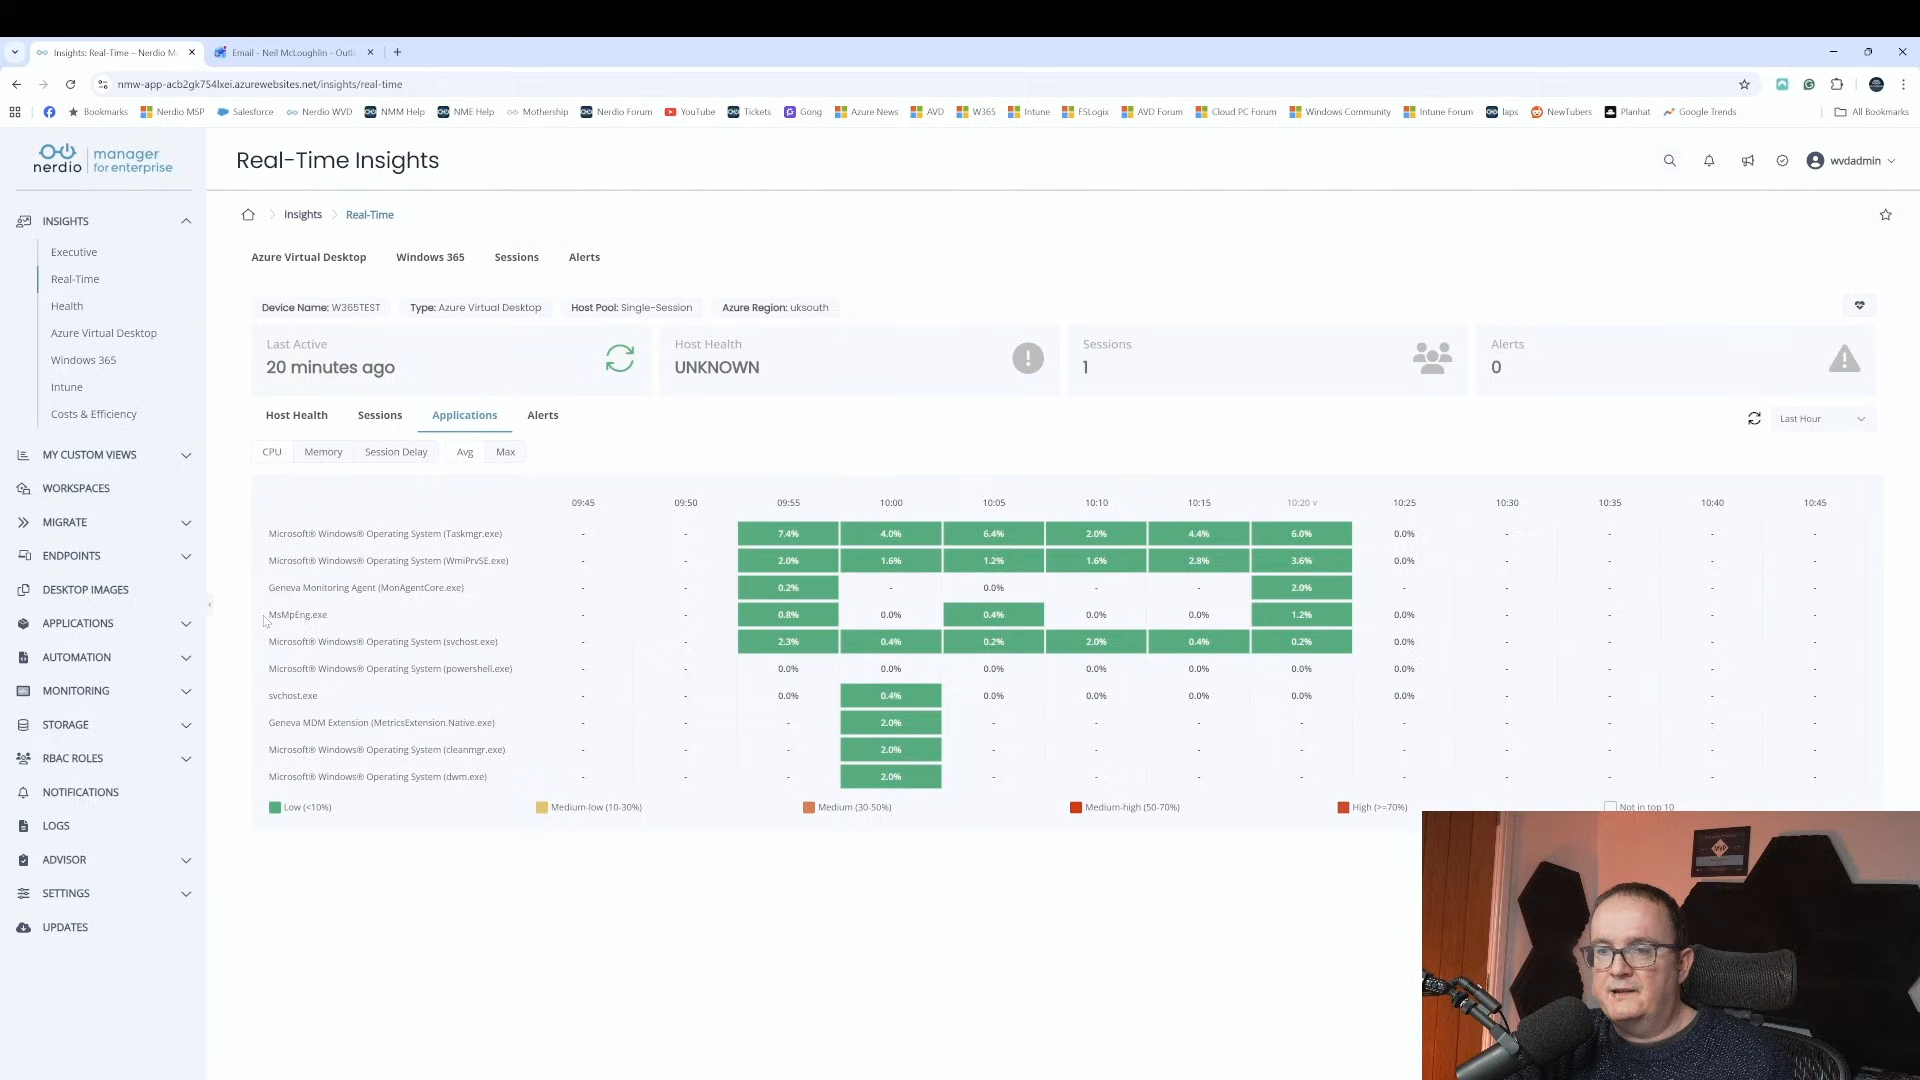 Insights: Real-Time – Nerdio M
Email - Neil McLoughlin - Outl
nmw-app-acb2gk754lxei.azurewebsites.net/insights/real-time
Bookmarks Nerdio MSP Salesforce Nerdio WVD NMM Help NME Help Mothership Nerdio Forum YouTube Tickets Gong Azure News AVD W365 Intune FSLogix AVD Forum Cloud PC Forum Windows Community Intune Forum laps NewTubers Planhat Google Trends All Bookmarks
nerdio manager for enterprise
Real-Time Insights
wvdadmin
Insights Real-Time
Azure Virtual Desktop Windows 365 Sessions Alerts
INSIGHTS
Executive
Real-Time
Health
Azure Virtual Desktop
Windows 365
Intune
Costs & Efficiency
MY CUSTOM VIEWS
WORKSPACES
MIGRATE
ENDPOINTS
DESKTOP IMAGES
APPLICATIONS
AUTOMATION
MONITORING
STORAGE
RBAC ROLES
NOTIFICATIONS
LOGS
ADVISOR
SETTINGS
UPDATES
Device Name: W365TEST Type: Azure Virtual Desktop Host Pool: Single-Session Azure Region: uksouth
Last Active
20 minutes ago
Host Health
UNKNOWN
Sessions
1
Alerts
0
Host Health Sessions Applications Alerts
Last Hour
CPU Memory Session Delay Avg Max
09:45 09:50 09:55 10:00 10:05 10:10 10:15 10:20 v 10:25 10:30 10:35 10:40 10:45
Microsoft® Windows® Operating System (Taskmgr.exe) - - 7.4% 4.0% 6.4% 2.0% 4.4% 6.0% 0.0% - - - -
Microsoft® Windows® Operating System (WmiPrvSE.exe) - - 2.0% 1.6% 1.2% 1.6% 2.8% 3.6% 0.0% - - - -
Geneva Monitoring Agent (MonAgentCore.exe) - - 0.2% - 0.0% - - 2.0% - - - - -
MsMpEng.exe - - 0.8% 0.0% 0.4% 0.0% 0.0% 1.2% 0.0% - - - -
Microsoft® Windows® Operating System (svchost.exe) - - 2.3% 0.4% 0.2% 2.0% 0.4% 0.2% 0.0% - - - -
Microsoft® Windows® Operating System (powershell.exe) - - 0.0% 0.0% 0.0% 0.0% 0.0% 0.0% 0.0% - - - -
svchost.exe - - 0.0% 0.4% 0.0% 0.0% 0.0% 0.0% 0.0% - - - -
Geneva MDM Extension (MetricsExtension.Native.exe) - - - 2.0% - - - - - - - - -
Microsoft® Windows® Operating System (cleanmgr.exe) - - - 2.0% - - - - - - - - -
Microsoft® Windows® Operating System (dwm.exe) - - - 2.0% - - - - - - - - -
Low (<10%) Medium-low (10-30%) Medium (30-50%) Medium-high (50-70%) High (>=70%) Not in top 10